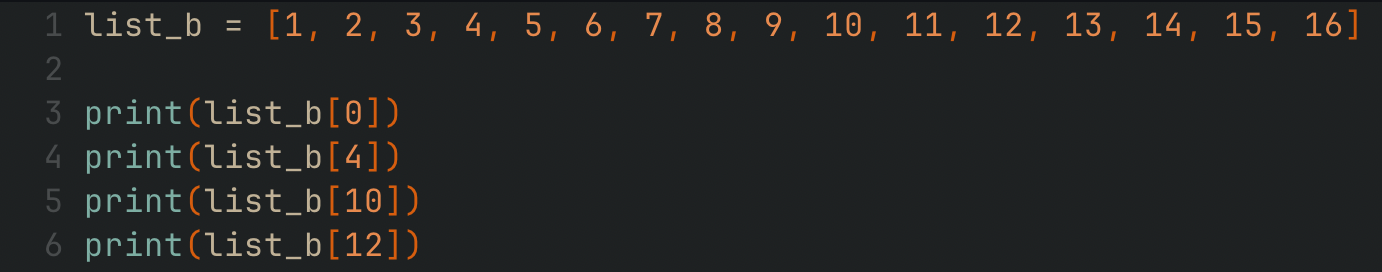 1 list_b = [1, 2, 3, 4, 5, 6, 7, 8, 9, 10, 11, 12, 13, 14, 15, 16]
2
3 print(list_b[0])
4 print(list_b[4])
5 print(list_b[10])
6 print(list_b[12])